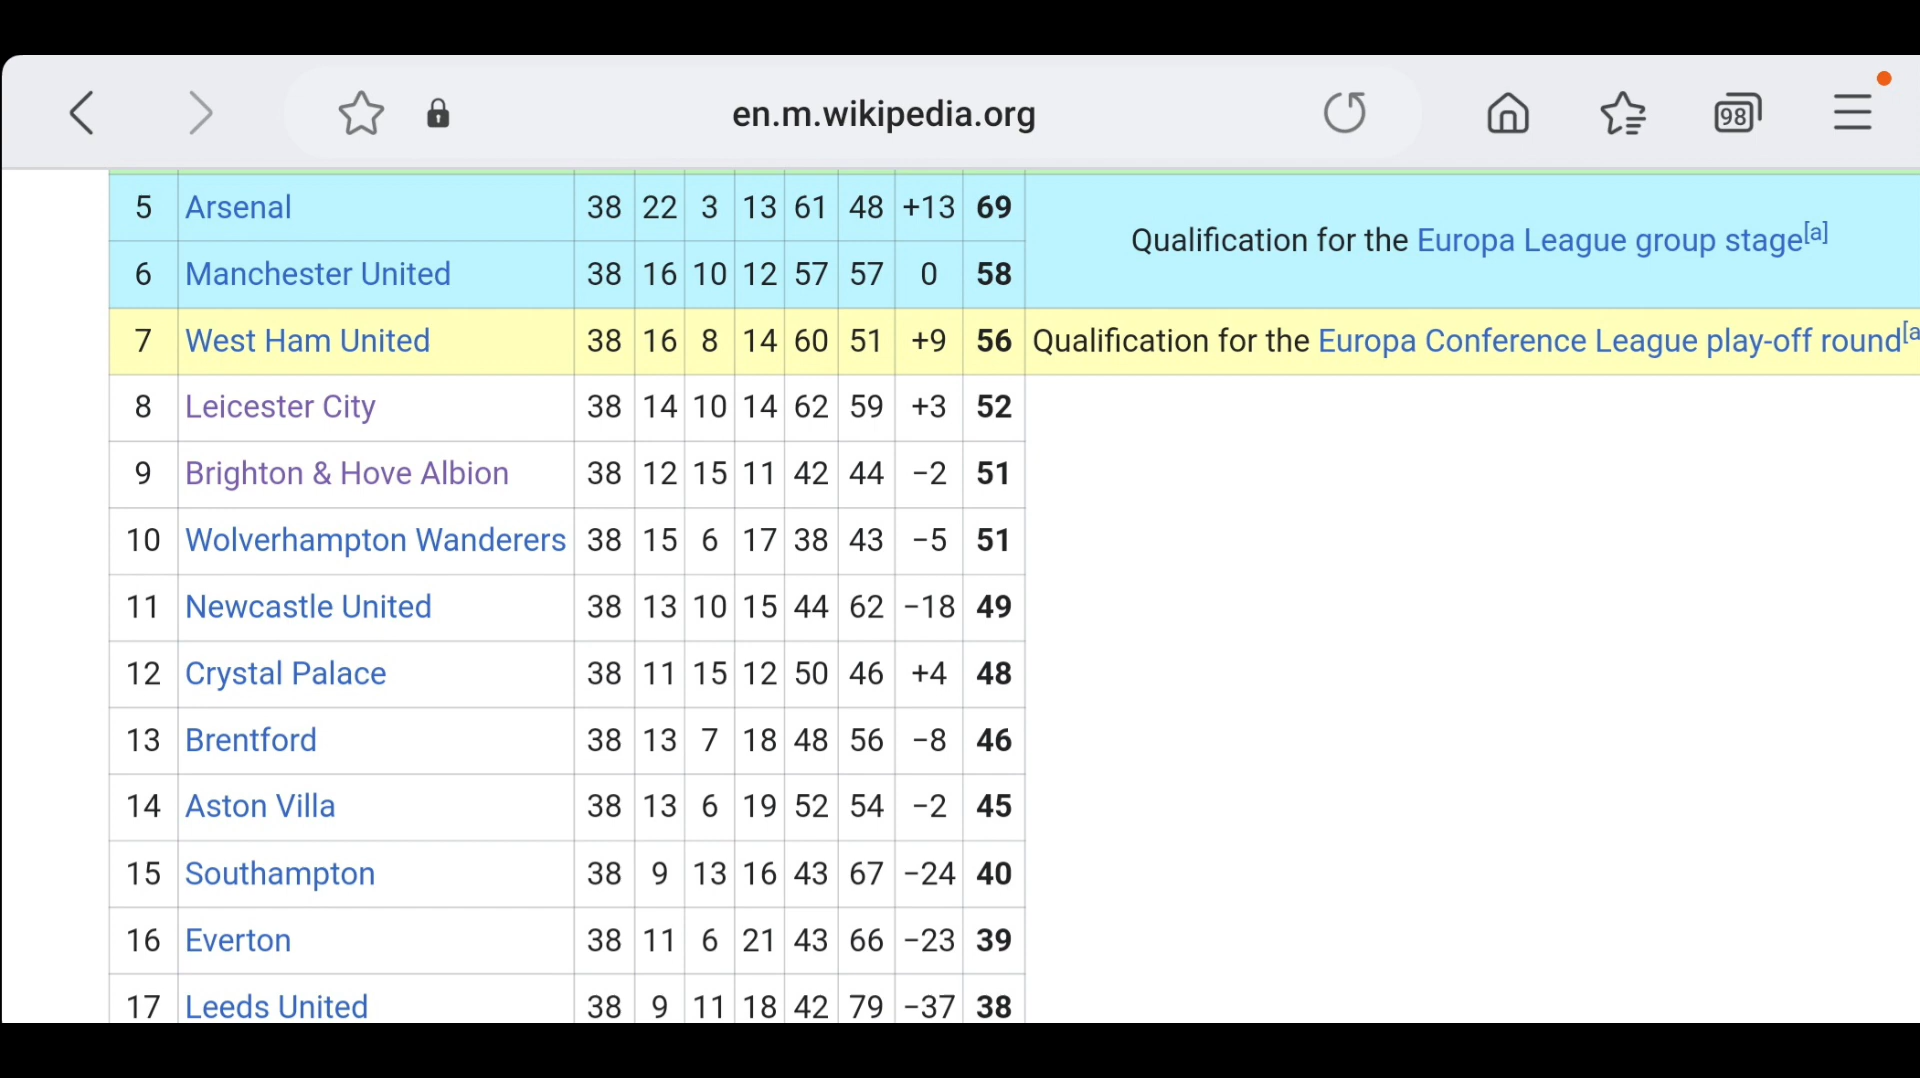 en.m.wikipedia.org
98
5 Arsenal 38 22 3 13 61 48 +13 69 Qualification for the Europa League group stage[a]
6 Manchester United 38 16 10 12 57 57 0 58
7 West Ham United 38 16 8 14 60 51 +9 56 Qualification for the Europa Conference League play-off round[a
8 Leicester City 38 14 10 14 62 59 +3 52
9 Brighton & Hove Albion 38 12 15 11 42 44 −2 51
10 Wolverhampton Wanderers 38 15 6 17 38 43 −5 51
11 Newcastle United 38 13 10 15 44 62 −18 49
12 Crystal Palace 38 11 15 12 50 46 +4 48
13 Brentford 38 13 7 18 48 56 −8 46
14 Aston Villa 38 13 6 19 52 54 −2 45
15 Southampton 38 9 13 16 43 67 −24 40
16 Everton 38 11 6 21 43 66 −23 39
17 Leeds United 38 9 11 18 42 79 −37 38